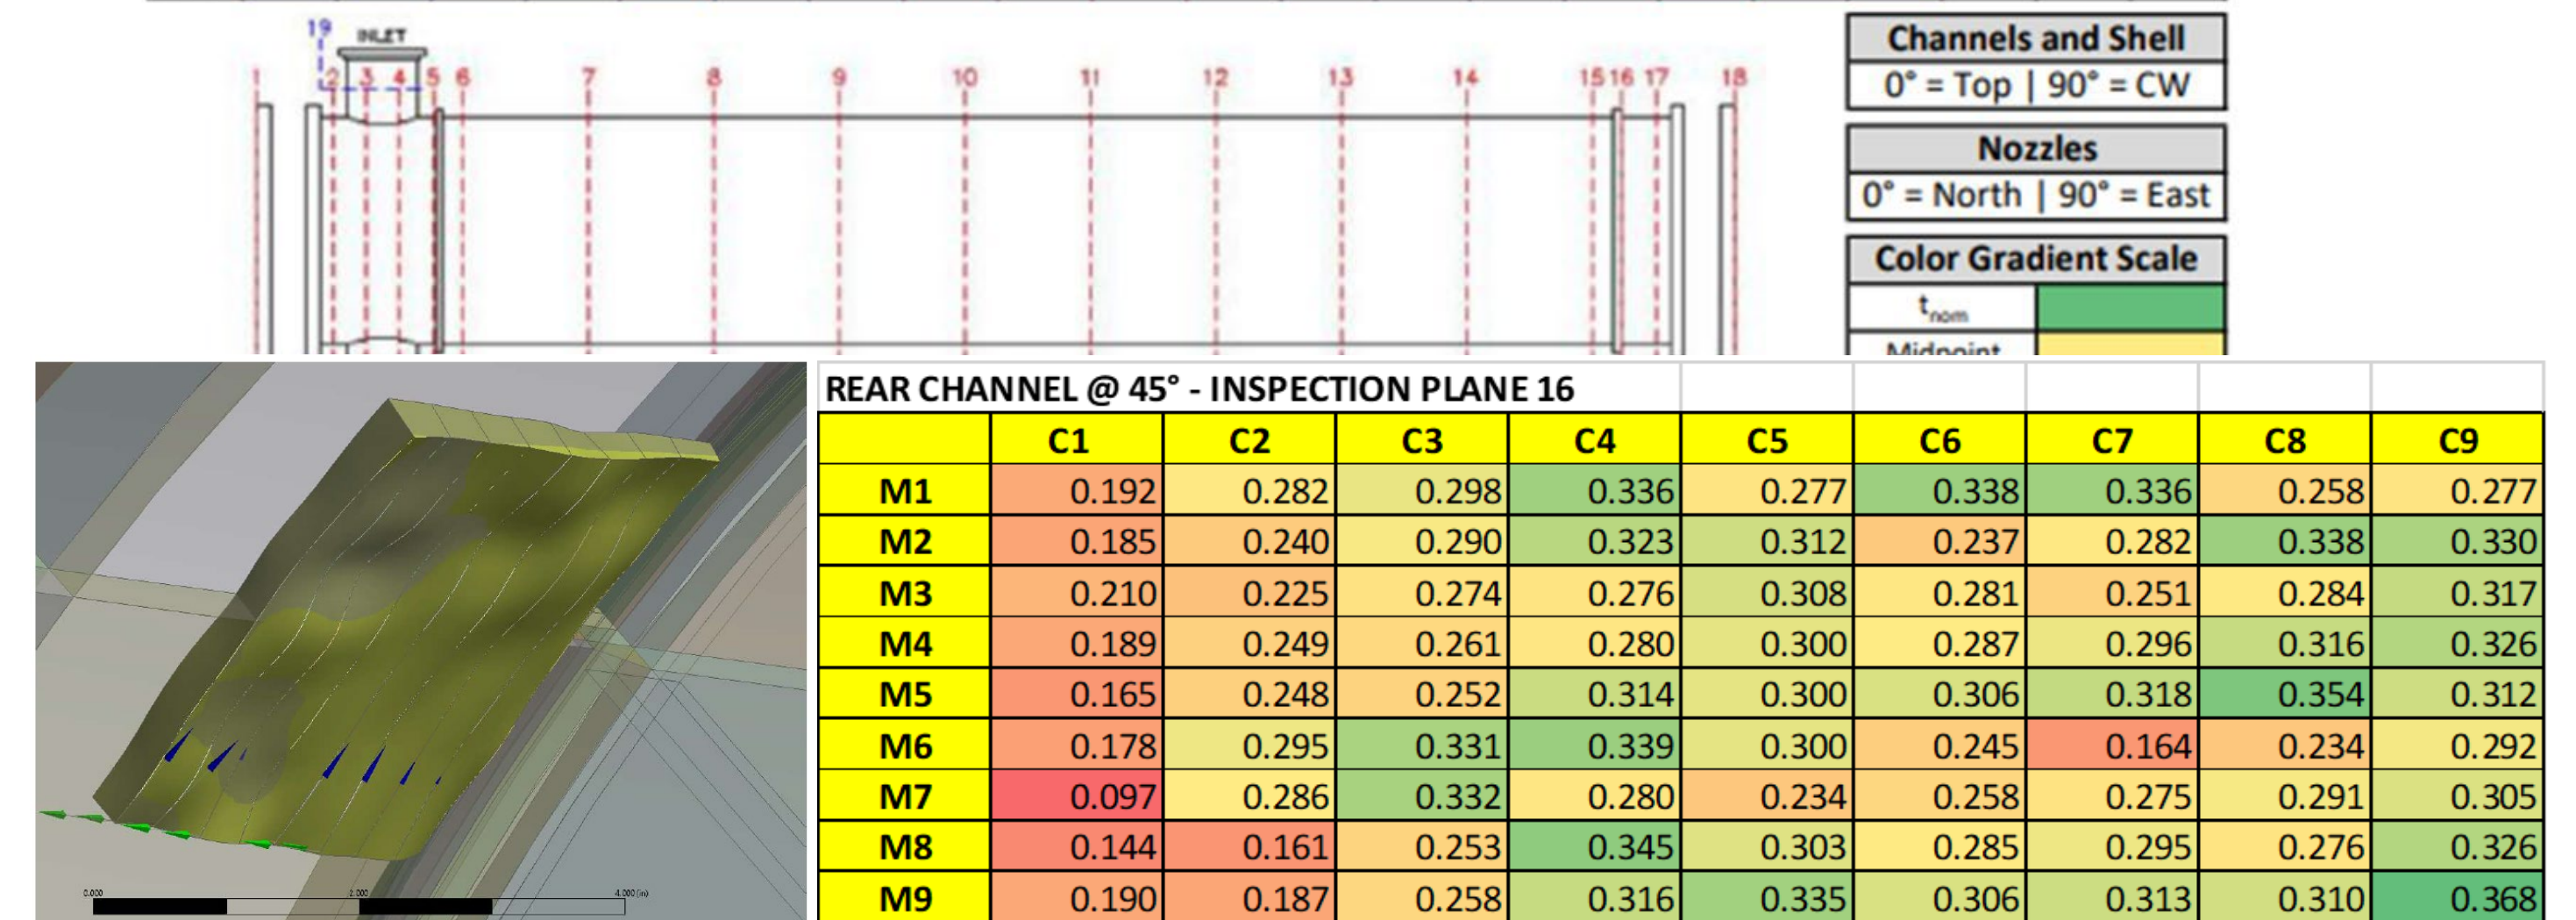 19
INLET
1 2 3 4 5 6 7 8 9 10 11 12 13 14 15 16 17 18
Channels and Shell
0° = Top | 90° = CW
Nozzles
0° = North | 90° = East
Color Gradient Scale
tnom
Midpoint
0.000 2.000 4.000 (in)
REAR CHANNEL @ 45° - INSPECTION PLANE 16
C1 C2 C3 C4 C5 C6 C7 C8 C9
M1 0.192 0.282 0.298 0.336 0.277 0.338 0.336 0.258 0.277
M2 0.185 0.240 0.290 0.323 0.312 0.237 0.282 0.338 0.330
M3 0.210 0.225 0.274 0.276 0.308 0.281 0.251 0.284 0.317
M4 0.189 0.249 0.261 0.280 0.300 0.287 0.296 0.316 0.326
M5 0.165 0.248 0.252 0.314 0.300 0.306 0.318 0.354 0.312
M6 0.178 0.295 0.331 0.339 0.300 0.245 0.164 0.234 0.292
M7 0.097 0.286 0.332 0.280 0.234 0.258 0.275 0.291 0.305
M8 0.144 0.161 0.253 0.345 0.303 0.285 0.295 0.276 0.326
M9 0.190 0.187 0.258 0.316 0.335 0.306 0.313 0.310 0.368